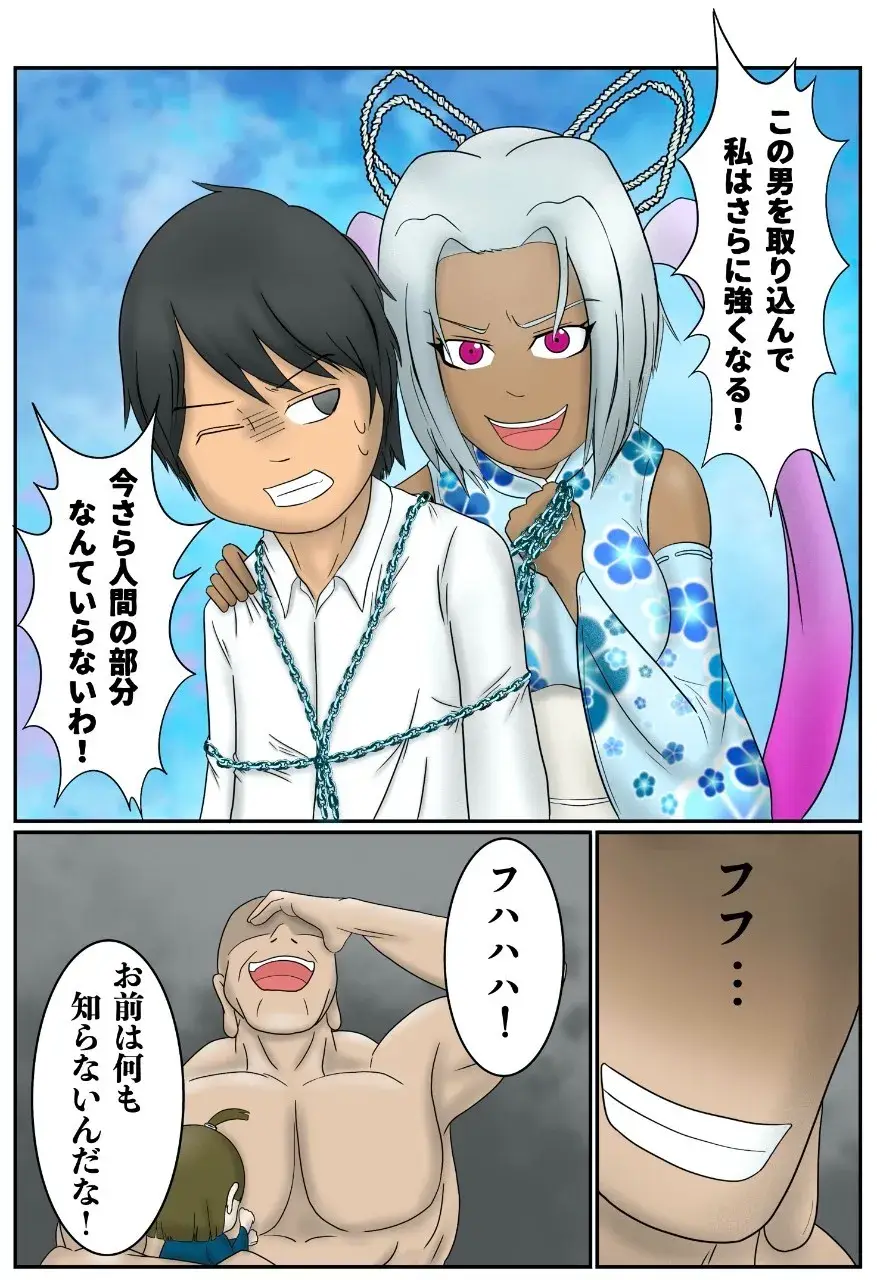 この男を取り込んで
私はさらに強くなる！
今さら人間の部分
なんていらないわ！
フフ…
フハハハ！
お前は何も
知らないんだな！